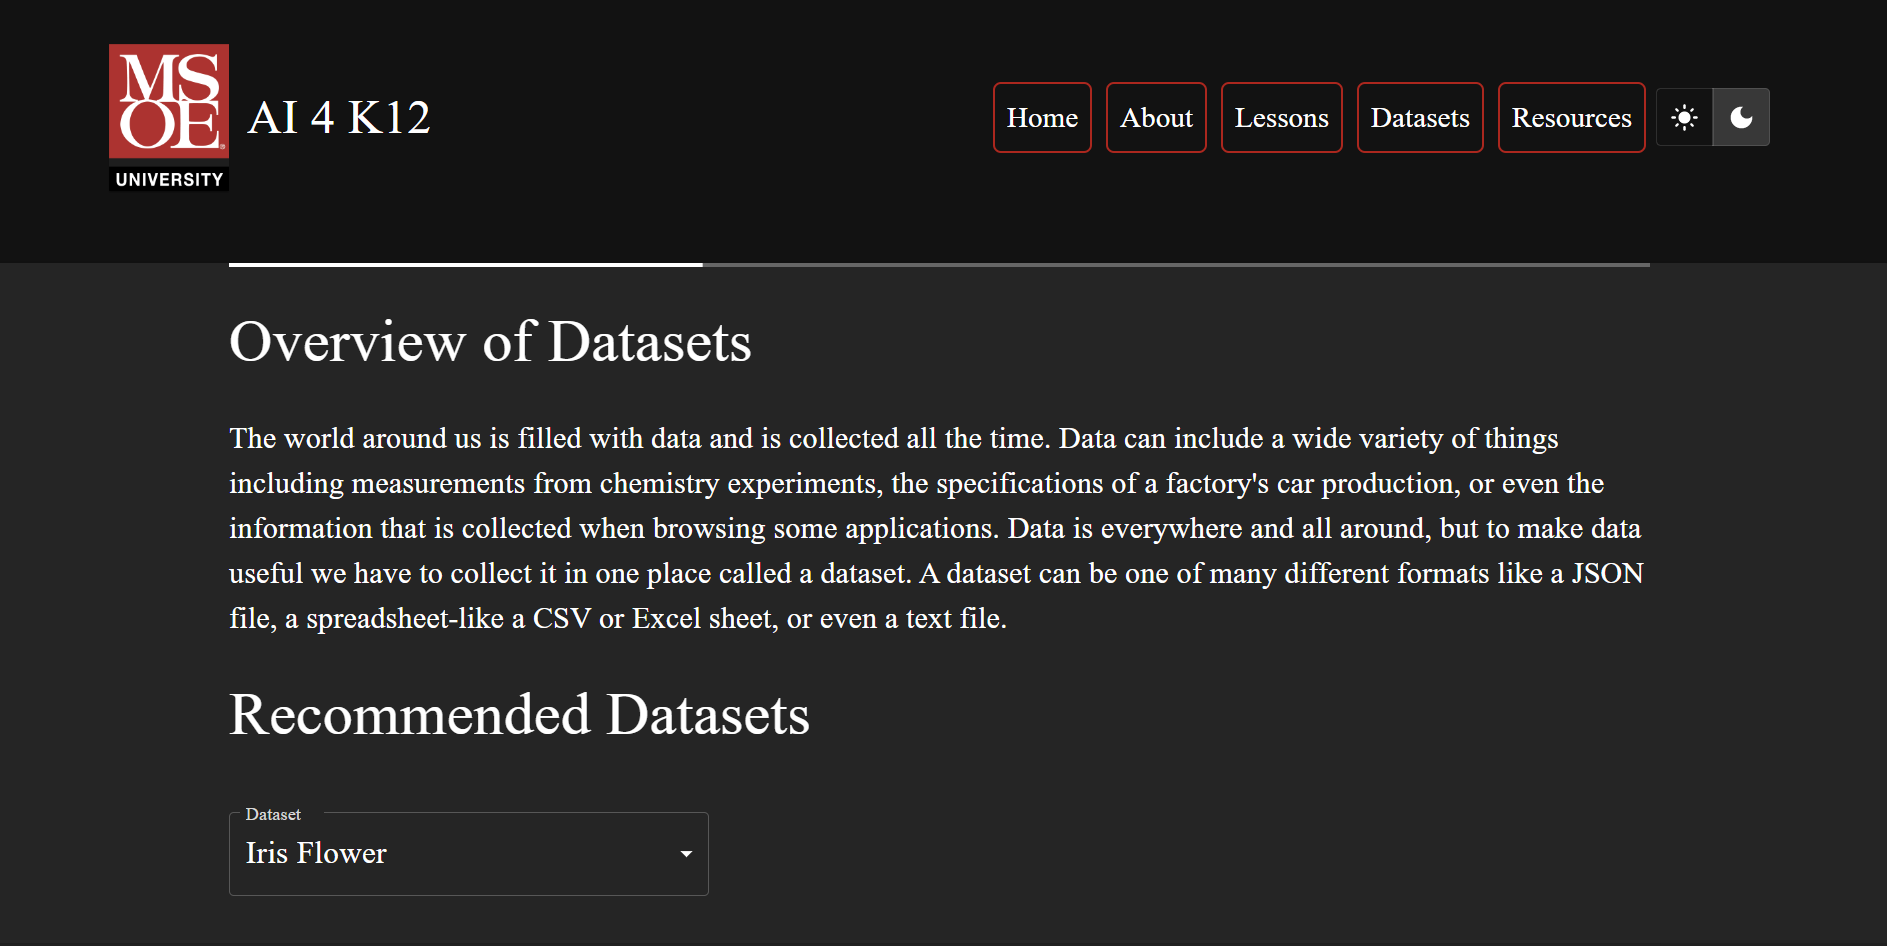 MS
OE
UNIVERSITY
AI 4 K12
Home
About
Lessons
Datasets
Resources
Overview of Datasets
The world around us is filled with data and is collected all the time. Data can include a wide variety of things
including measurements from chemistry experiments, the specifications of a factory's car production, or even the
information that is collected when browsing some applications. Data is everywhere and all around, but to make data
useful we have to collect it in one place called a dataset. A dataset can be one of many different formats like a JSON
file, a spreadsheet-like a CSV or Excel sheet, or even a text file.
Recommended Datasets
Dataset
Iris Flower